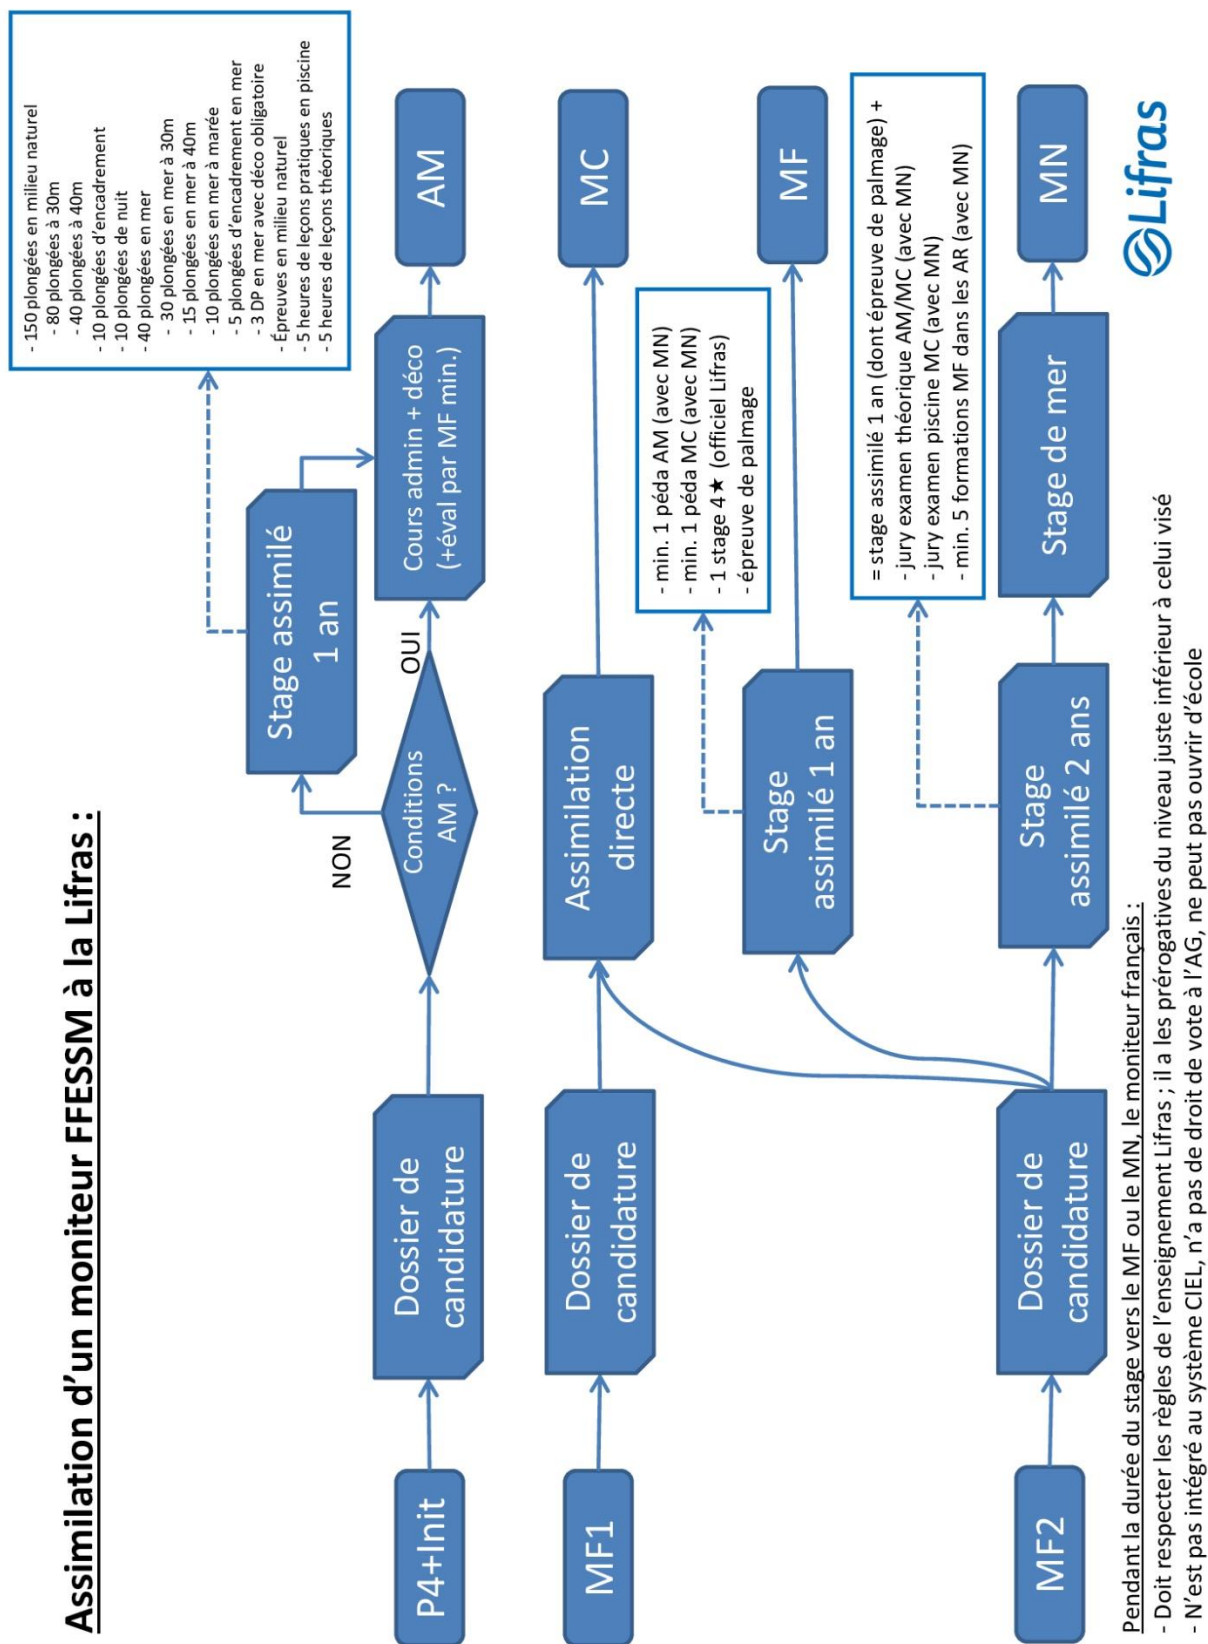 Assimilation d'un moniteur FFESSM à la Lifras :
- 150 plongées en milieu naturel
- 80 plongées à 30m
- 40 plongées à 40m
- 10 plongées d'encadrement
- 10 plongées de nuit
- 40 plongées en mer
- 30 plongées en mer à 30m
- 15 plongées en mer à 40m
- 10 plongées en mer à marée
- 5 plongées d'encadrement en mer
- 3 DP en mer avec déco obligatoire
- Épreuves en milieu naturel
- 5 heures de leçons pratiques en piscine
- 5 heures de leçons théoriques
Stage assimilé
1 an
NON
OUI
P4+Init
Dossier de
candidature
Conditions
AM ?
Cours admin + déco
(+éval par MF min.)
AM
MF1
Dossier de
candidature
Assimilation
directe
MC
- min. 1 péda AM (avec MN)
- min. 1 péda MC (avec MN)
- 1 stage 4★ (officiel Lifras)
- épreuve de palmage
Stage
assimilé 1 an
MF
= stage assimilé 1 an (dont épreuve de palmage) +
- jury examen théorique AM/MC (avec MN)
- jury examen piscine MC (avec MN)
- min. 5 formations MF dans les AR (avec MN)
MF2
Dossier de
candidature
Stage
assimilé 2 ans
Stage de mer
MN
Pendant la durée du stage vers le MF ou le MN, le moniteur français :
- Doit respecter les règles de l'enseignement Lifras ; il a les prérogatives du niveau juste inférieur à celui visé
- N'est pas intégré au système CIEL, n'a pas de droit de vote à l'AG, ne peut pas ouvrir d'école
Lifras